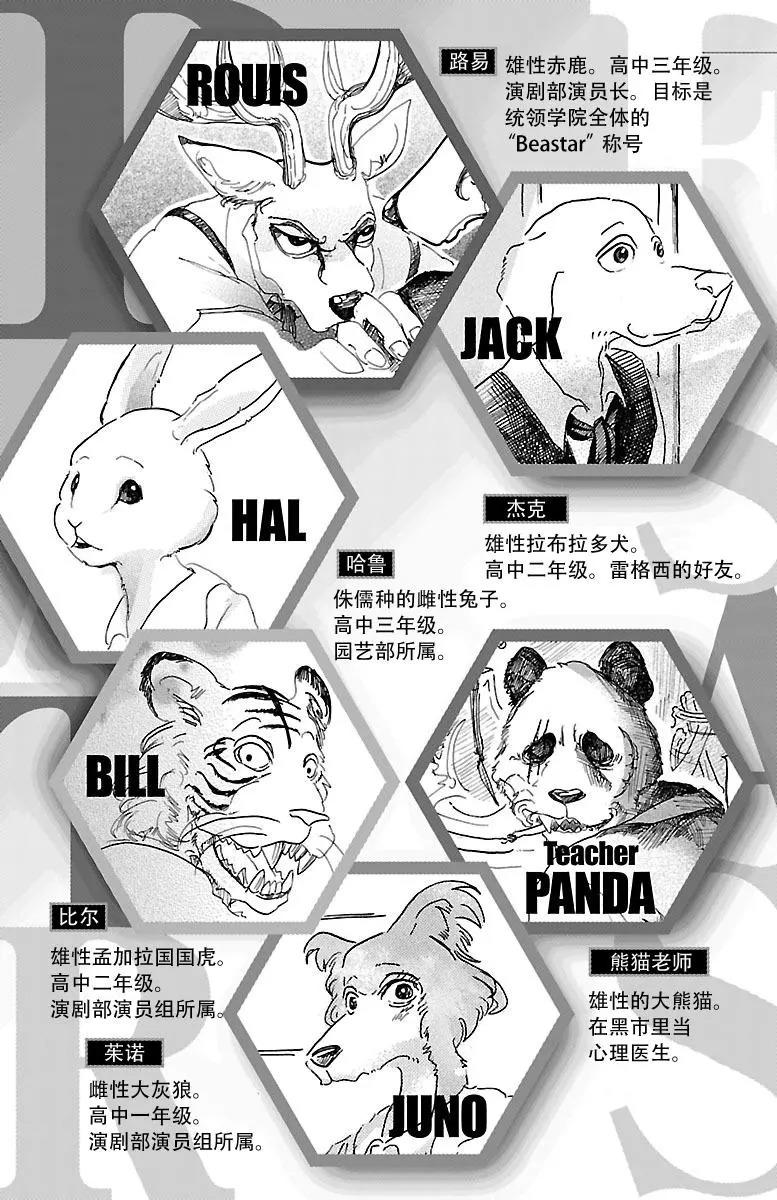 ROUIS
路易
雄性赤鹿。高中三年级。
演剧部演员长。目标是
统领学院全体的
“Beastar”称号
JACK
杰克
雄性拉布拉多犬。
高中二年级。雷格西的好友。
HAL
哈鲁
侏儒种的雌性兔子。
高中三年级。
园艺部所属。
BILL
比尔
雄性孟加拉国国虎。
高中二年级。
演剧部演员组所属。
Teacher
PANDA
熊猫老师
雄性的大熊猫。
在黑市里当
心理医生。
JUNO
茱诺
雌性大灰狼。
高中一年级。
演剧部演员组所属。